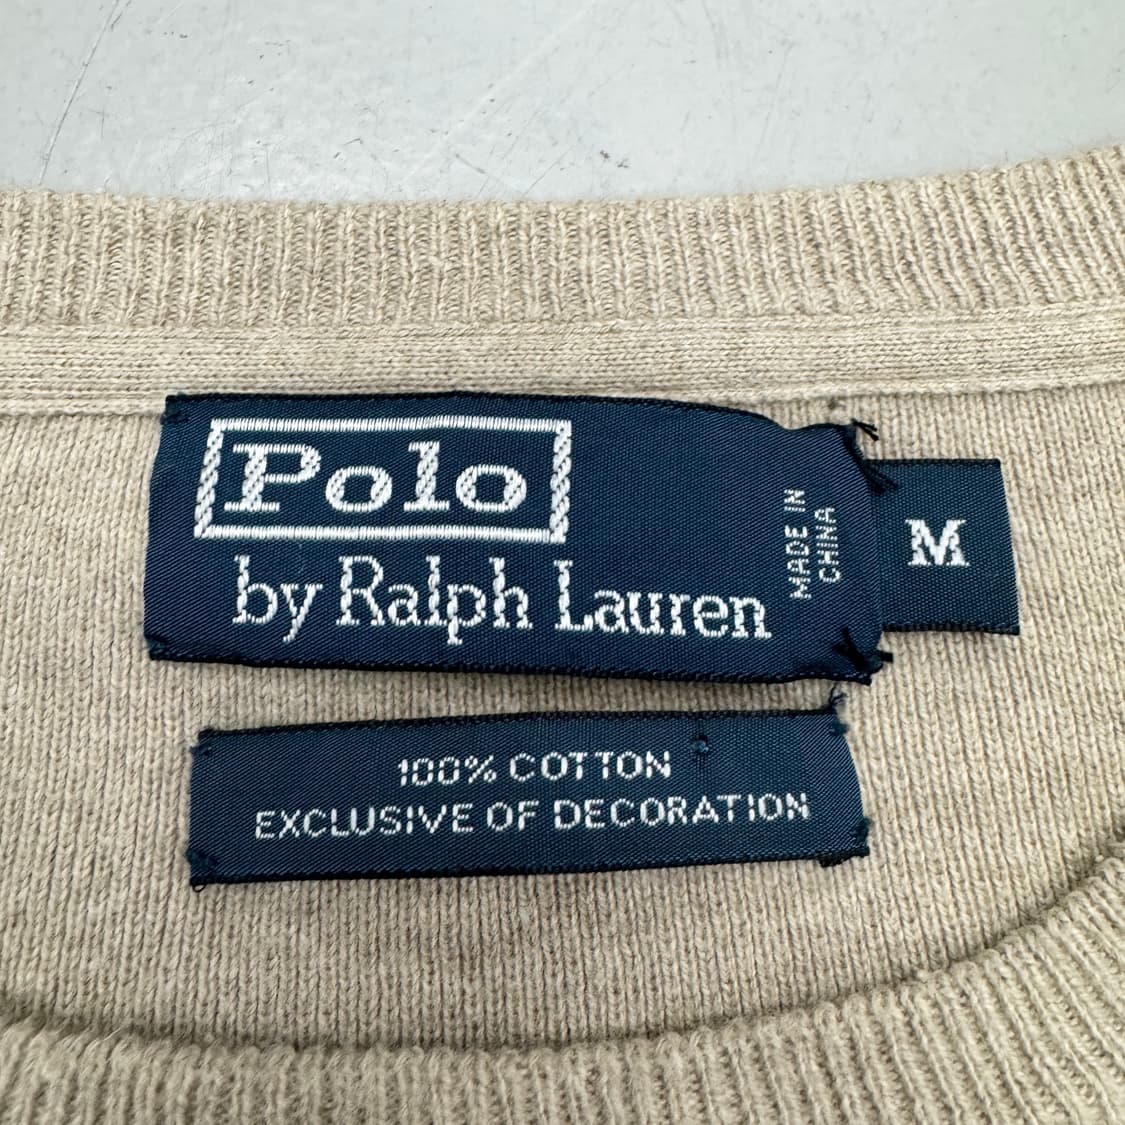 Polo
by Ralph Lauren
MADE IN
CHINA
M
100% COTTON
EXCLUSIVE OF DECORATION